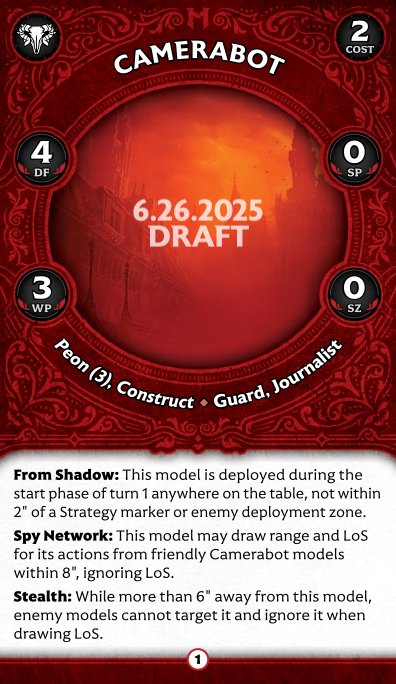 CAMERABOT
2
COST
4
DF
0
SP
6.26.2025
DRAFT
3
WP
0
SZ
Peon (3), Construct ◆ Guard, Journalist
From Shadow: This model is deployed during the
start phase of turn 1 anywhere on the table, not within
2" of a Strategy marker or enemy deployment zone.
Spy Network: This model may draw range and LoS
for its actions from friendly Camerabot models
within 8", ignoring LoS.
Stealth: While more than 6" away from this model,
enemy models cannot target it and ignore it when
drawing LoS.
1